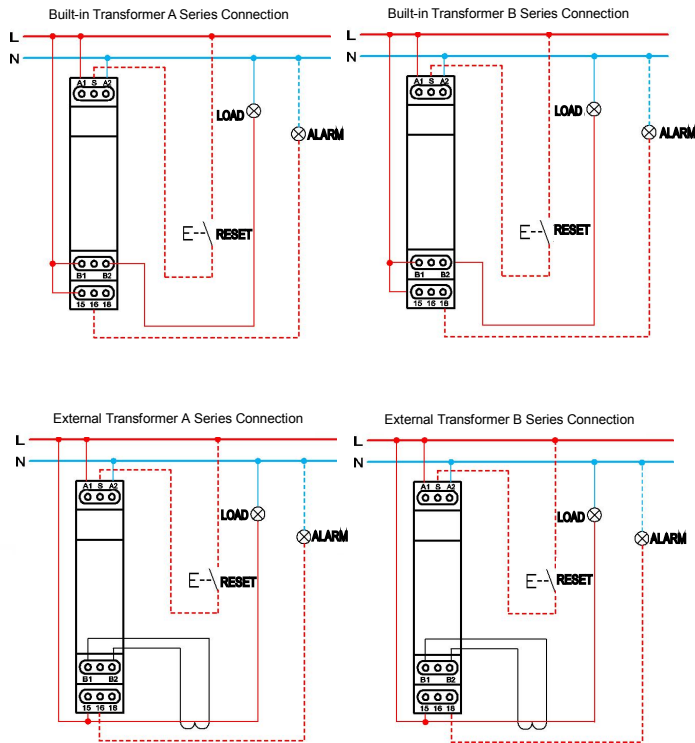 Built-in Transformer A Series Connection
Built-in Transformer B Series Connection
L
N
A1 S A2
LOAD
ALARM
RESET
B1 B2
15 16 18
L
N
A1 S A2
LOAD
ALARM
RESET
B1 B2
15 16 18
External Transformer A Series Connection
External Transformer B Series Connection
L
N
A1 S A2
LOAD
ALARM
RESET
B1 B2
15 16 18
L
N
A1 S A2
LOAD
ALARM
RESET
B1 B2
15 16 18